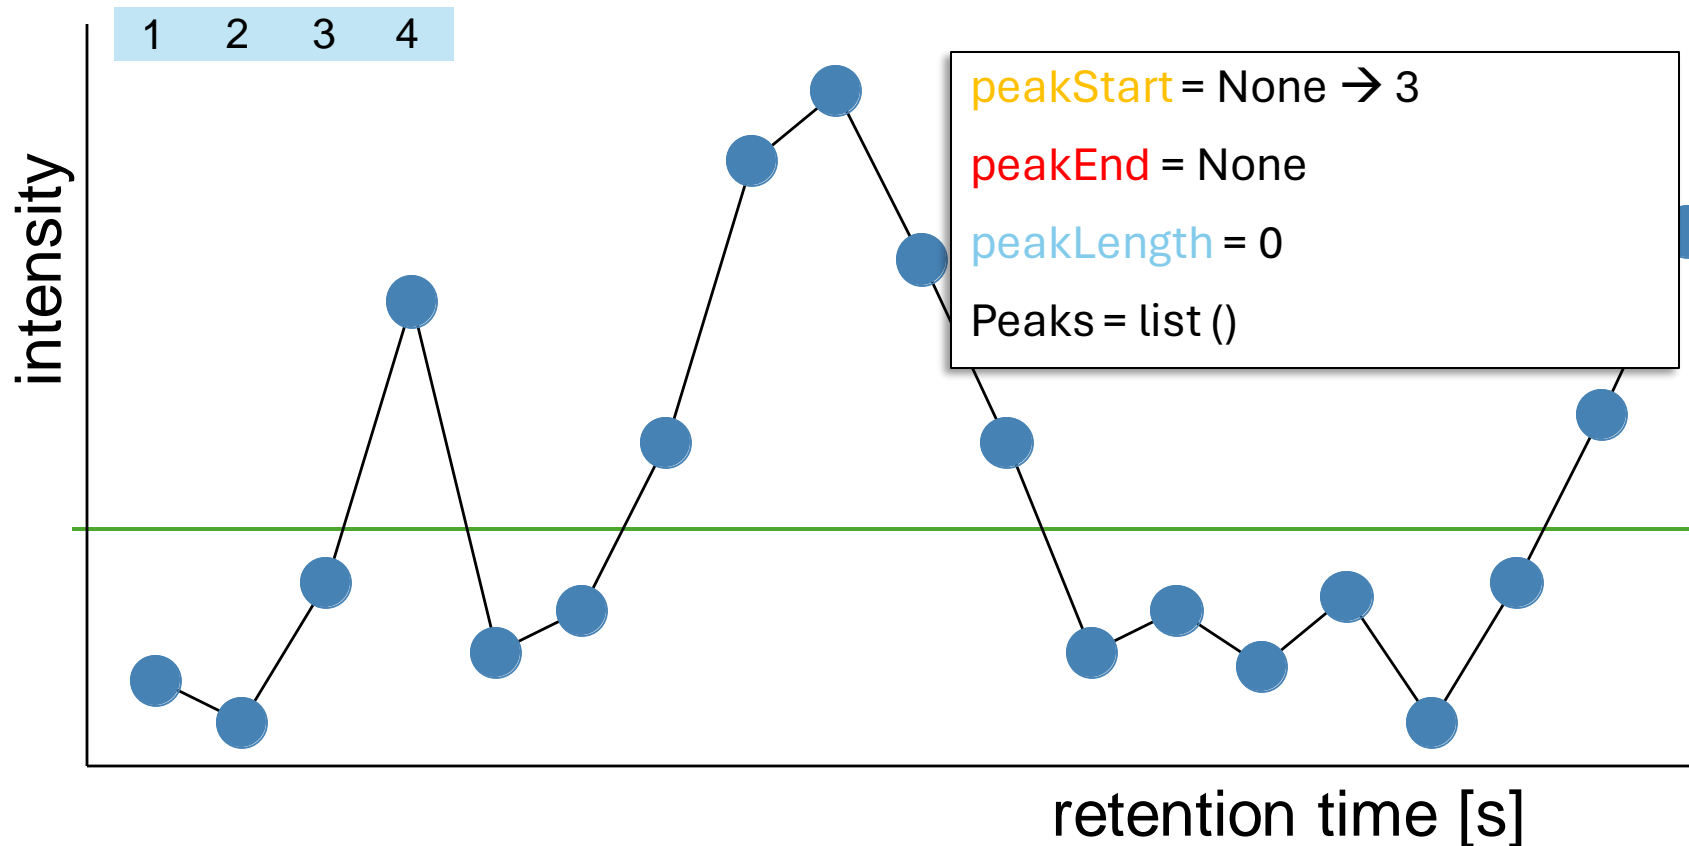 1 2 3 4
peakStart = None → 3
peakEnd = None
peakLength = 0
Peaks = list ()
intensity
retention time [s]